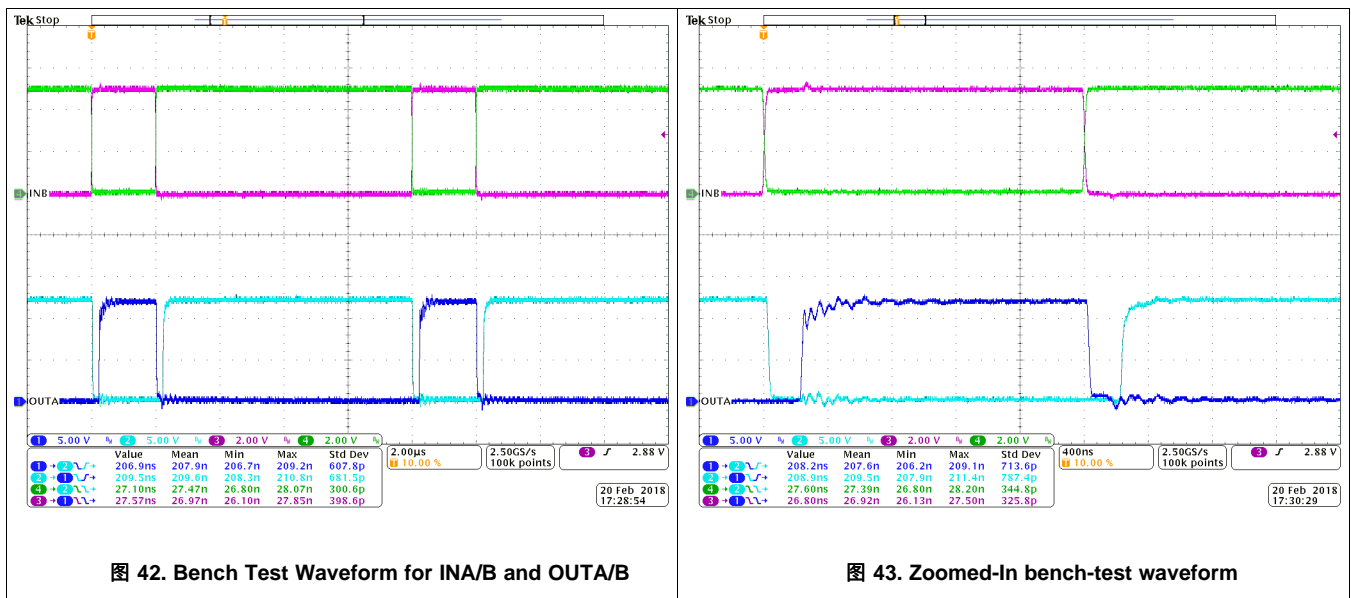 Tek Stop
T
4 INB
1 OUTA
1 5.00 V 2 5.00 V 3 2.00 V 4 2.00 V
Value Mean Min Max Std Dev
1 → 2 206.9ns 207.9n 206.7n 209.2n 607.8p
2 → 1 209.5ns 209.6n 208.3n 210.8n 681.5p
4 → 2 27.10ns 27.47n 26.80n 28.07n 300.6p
3 → 1 27.57ns 26.97n 26.10n 27.85n 398.6p
2.00µs
T 10.00 %
2.50GS/s
100k points
3 2.88 V
20 Feb 2018
17:28:54
图 42. Bench Test Waveform for INA/B and OUTA/B
Tek Stop
T
4 INB
1 OUTA
1 5.00 V 2 5.00 V 3 2.00 V 4 2.00 V
Value Mean Min Max Std Dev
1 → 2 208.2ns 207.6n 206.2n 209.1n 713.6p
2 → 1 208.9ns 209.5n 207.9n 211.4n 787.4p
4 → 2 27.60ns 27.39n 26.80n 28.20n 344.8p
3 → 1 26.80ns 26.92n 26.13n 27.50n 325.8p
400ns
T 10.00 %
2.50GS/s
100k points
3 2.88 V
20 Feb 2018
17:30:29
图 43. Zoomed-In bench-test waveform